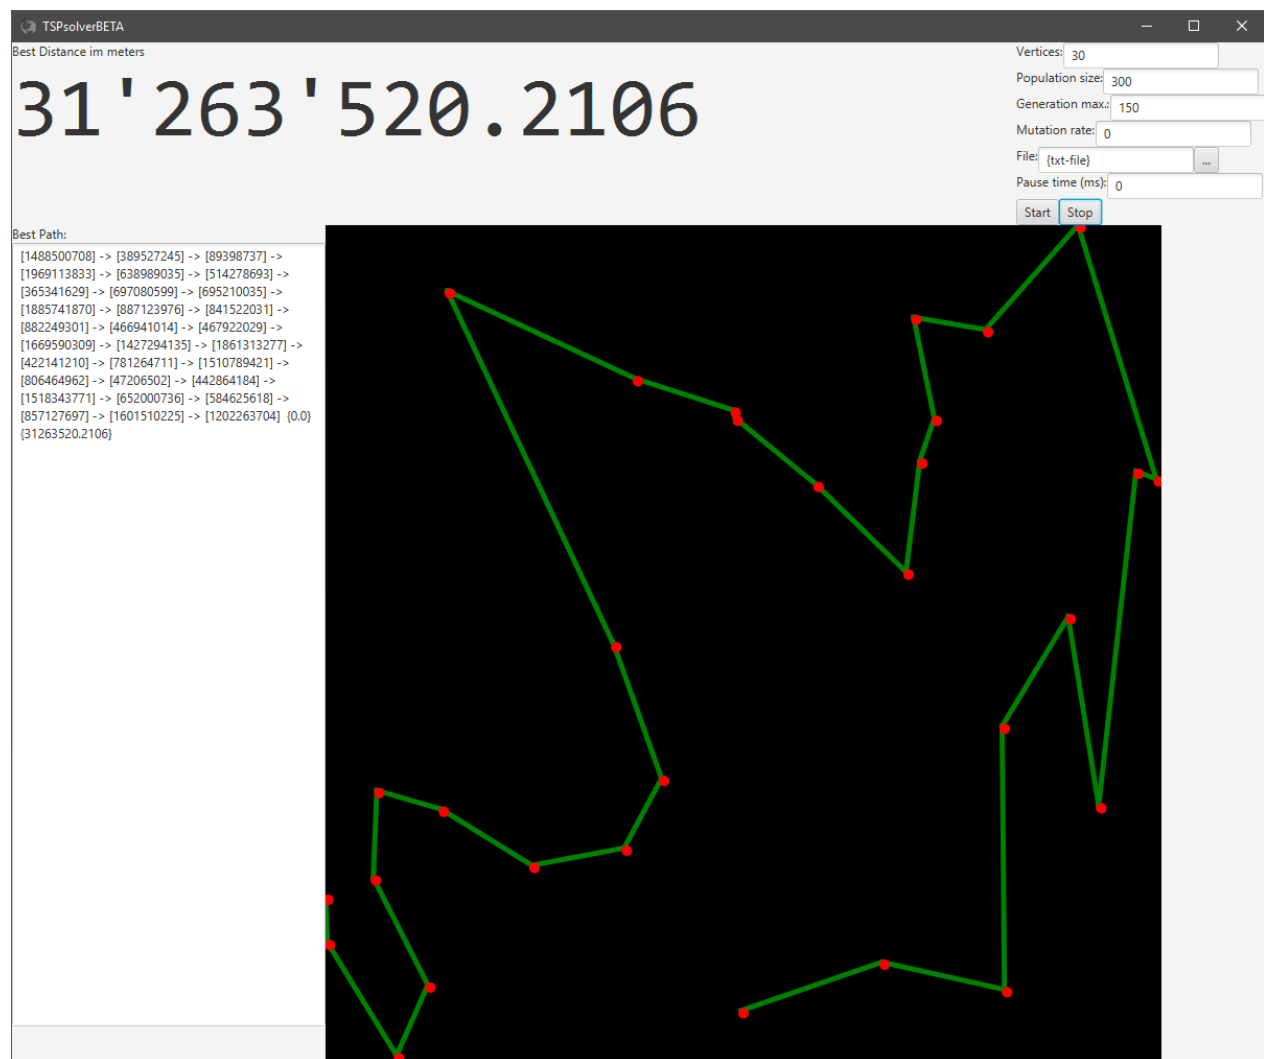 TSPsolverBETA
Best Distance im meters
31'263'520.2106
Vertices: 30
Population size: 300
Generation max.: 150
Mutation rate: 0
File: {txt-file} ...
Pause time (ms): 0
Start Stop
Best Path:
[1488500708] -> [389527245] -> [89398737] ->
[1969113833] -> [638989035] -> [514278693] ->
[365341629] -> [697080599] -> [695210035] ->
[1885741870] -> [887123976] -> [841522031] ->
[882249301] -> [466941014] -> [467922029] ->
[1669590309] -> [1427294135] -> [1861313277] ->
[422141210] -> [781264711] -> [1510789421] ->
[806464962] -> [47206502] -> [442864184] ->
[1518343771] -> [652000736] -> [584625618] ->
[857127697] -> [1601510225] -> [1202263704] {0.0}
{31263520.2106}